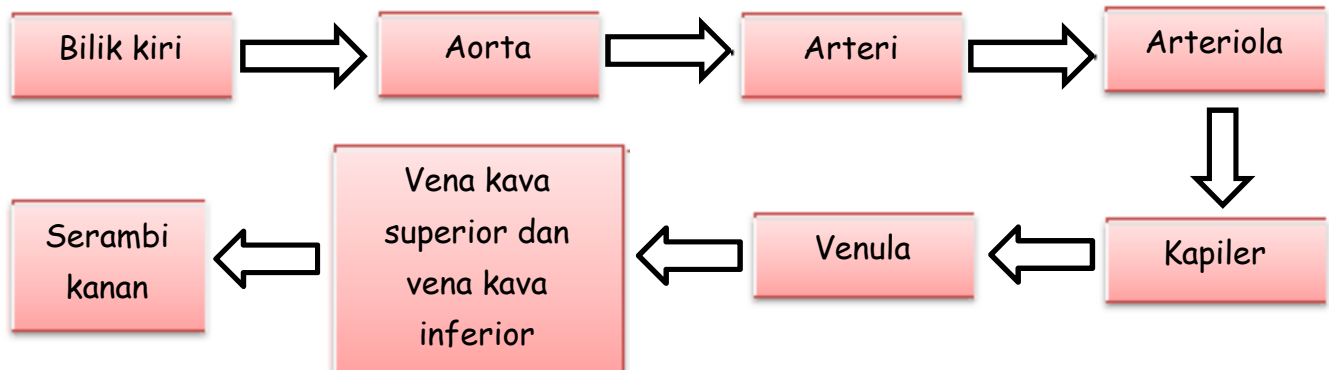 Bilik kiri
Aorta
Arteri
Arteriola
Kapiler
Venula
Vena kava
superior dan
vena kava
inferior
Serambi
kanan